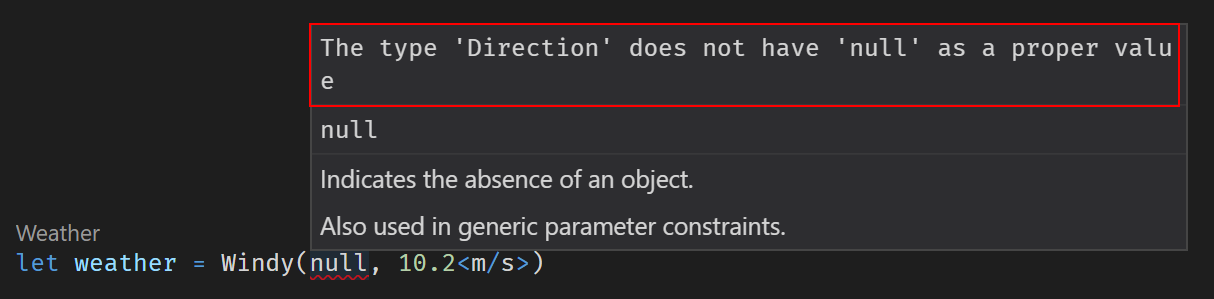 The type 'Direction' does not have 'null' as a proper valu
e
null
Indicates the absence of an object.
Also used in generic parameter constraints.
Weather
let weather = Windy(null, 10.2<m/s>)